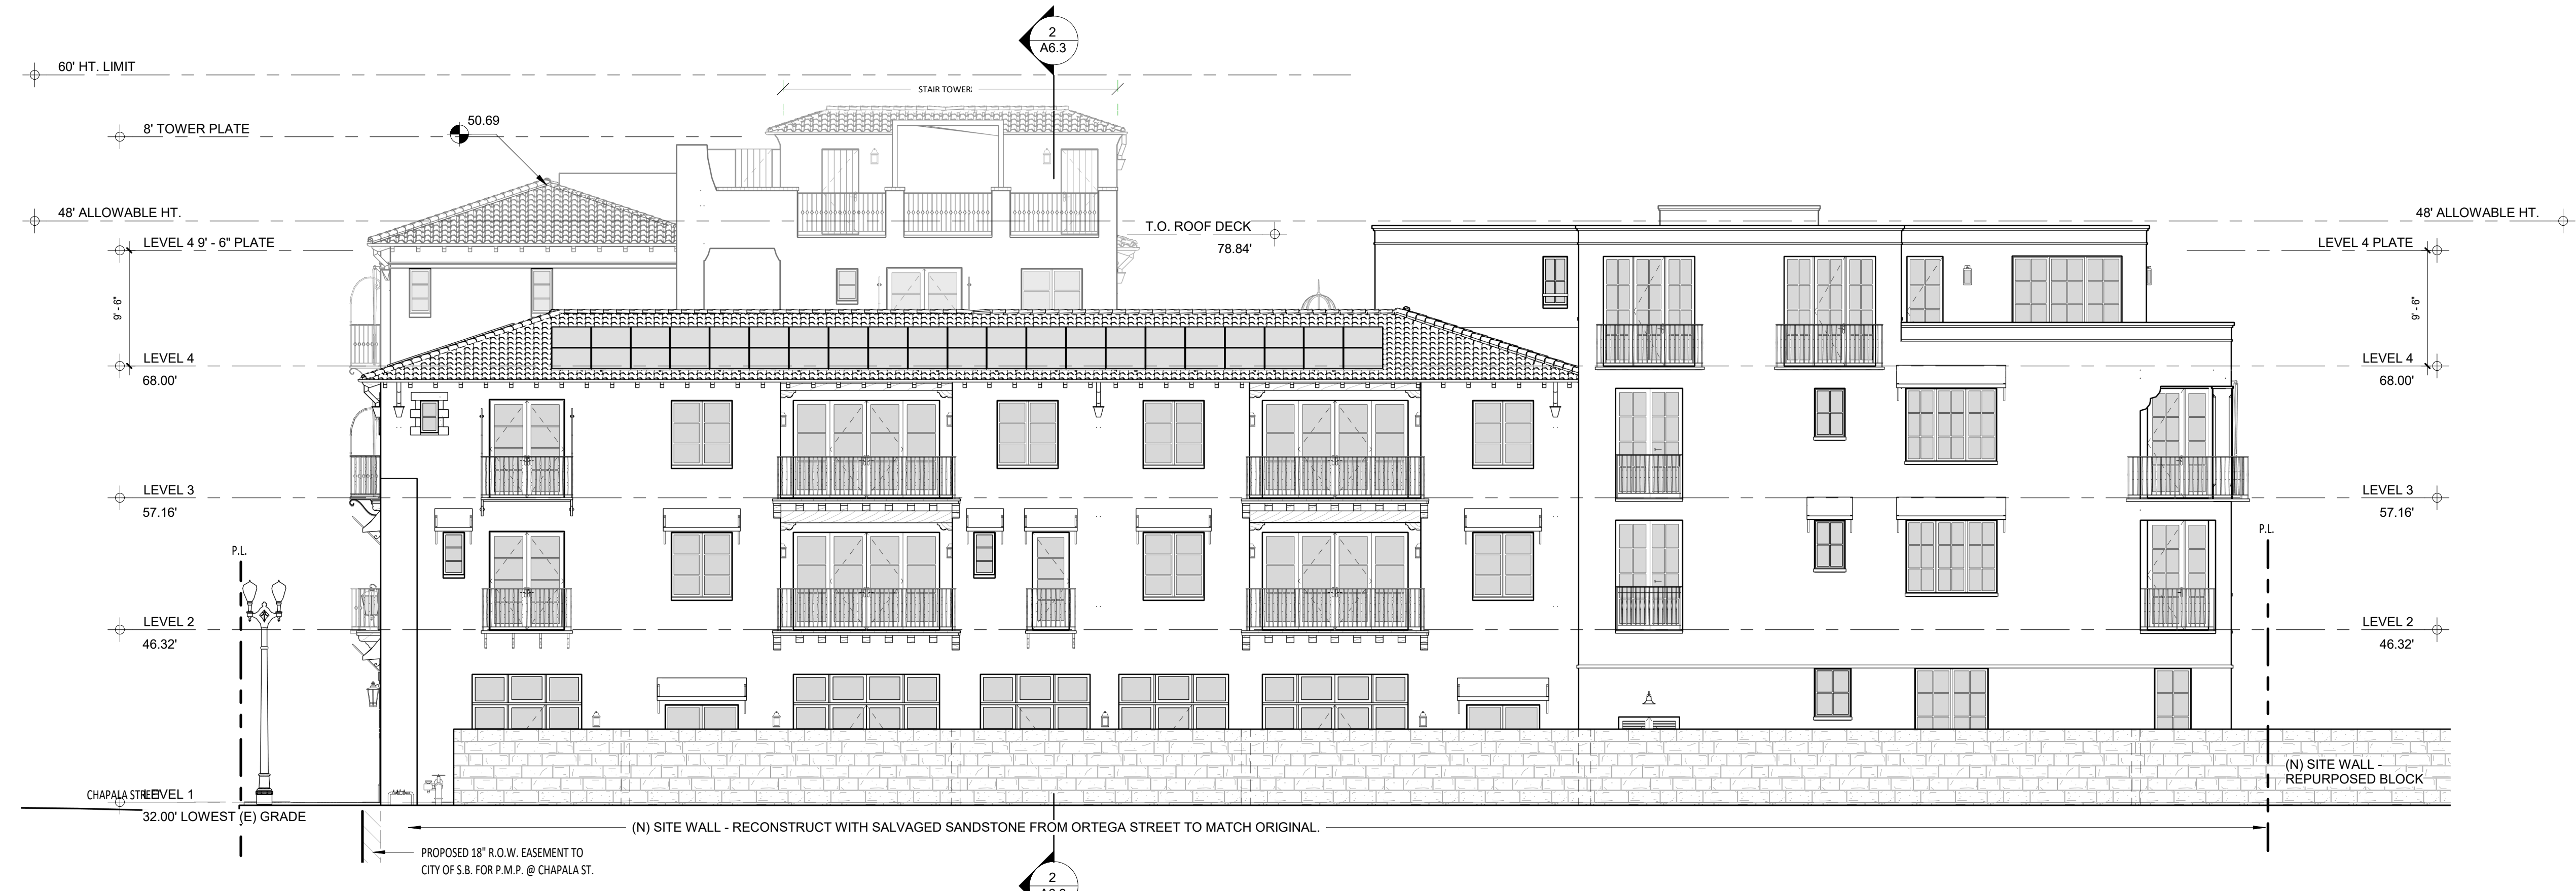 2
A6.3
60' HT. LIMIT
STAIR TOWER
8' TOWER PLATE
50.69
48' ALLOWABLE HT.
48' ALLOWABLE HT.
T.O. ROOF DECK
78.84'
LEVEL 4 9' - 6" PLATE
LEVEL 4 PLATE
9' - 6"
9' - 6"
LEVEL 4
68.00'
LEVEL 4
68.00'
LEVEL 3
57.16'
LEVEL 3
57.16'
P.L.
P.L.
LEVEL 2
46.32'
LEVEL 2
46.32'
(N) SITE WALL -
REPURPOSED BLOCK
CHAPALA STREET
LEVEL 1
32.00' LOWEST (E) GRADE
(N) SITE WALL - RECONSTRUCT WITH SALVAGED SANDSTONE FROM ORTEGA STREET TO MATCH ORIGINAL.
PROPOSED 18" R.O.W. EASEMENT TO
CITY OF S.B. FOR P.M.P. @ CHAPALA ST.
2